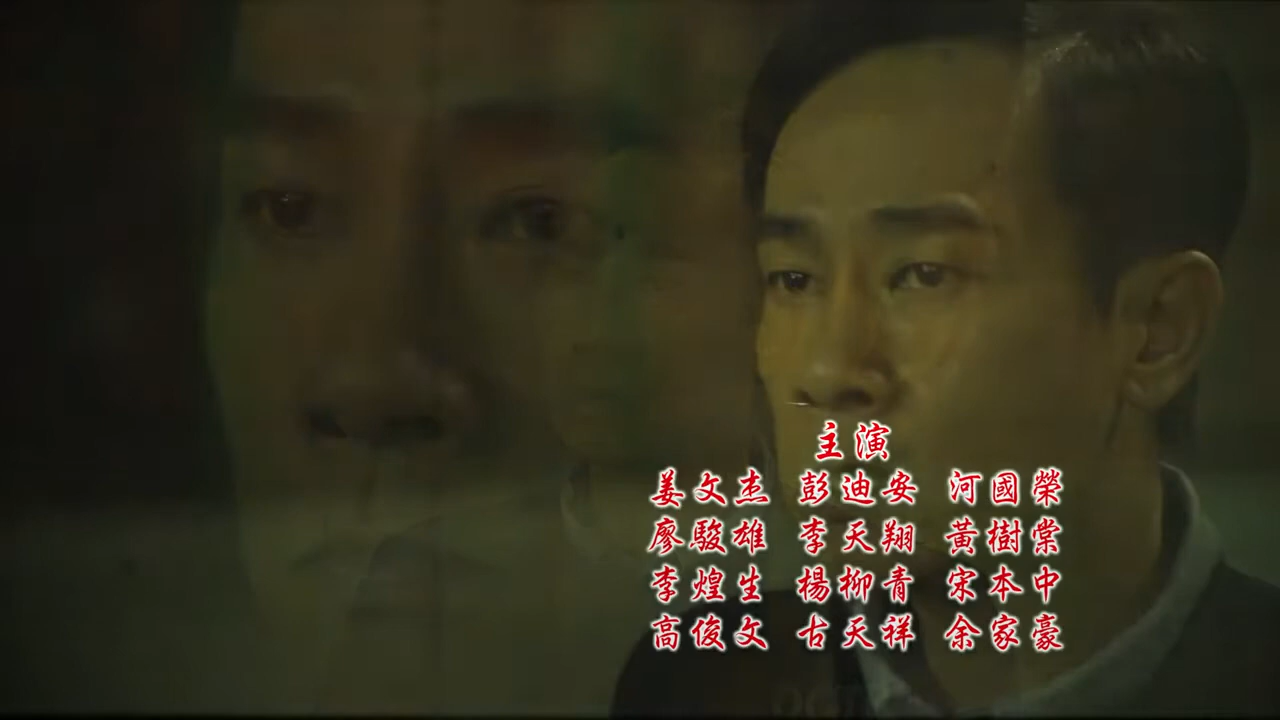 主演
姜文杰 彭迪安 河國榮
廖駿雄 李天翔 黃樹棠
李煌生 楊柳青 宋本中
高俊文 古天祥 余家豪